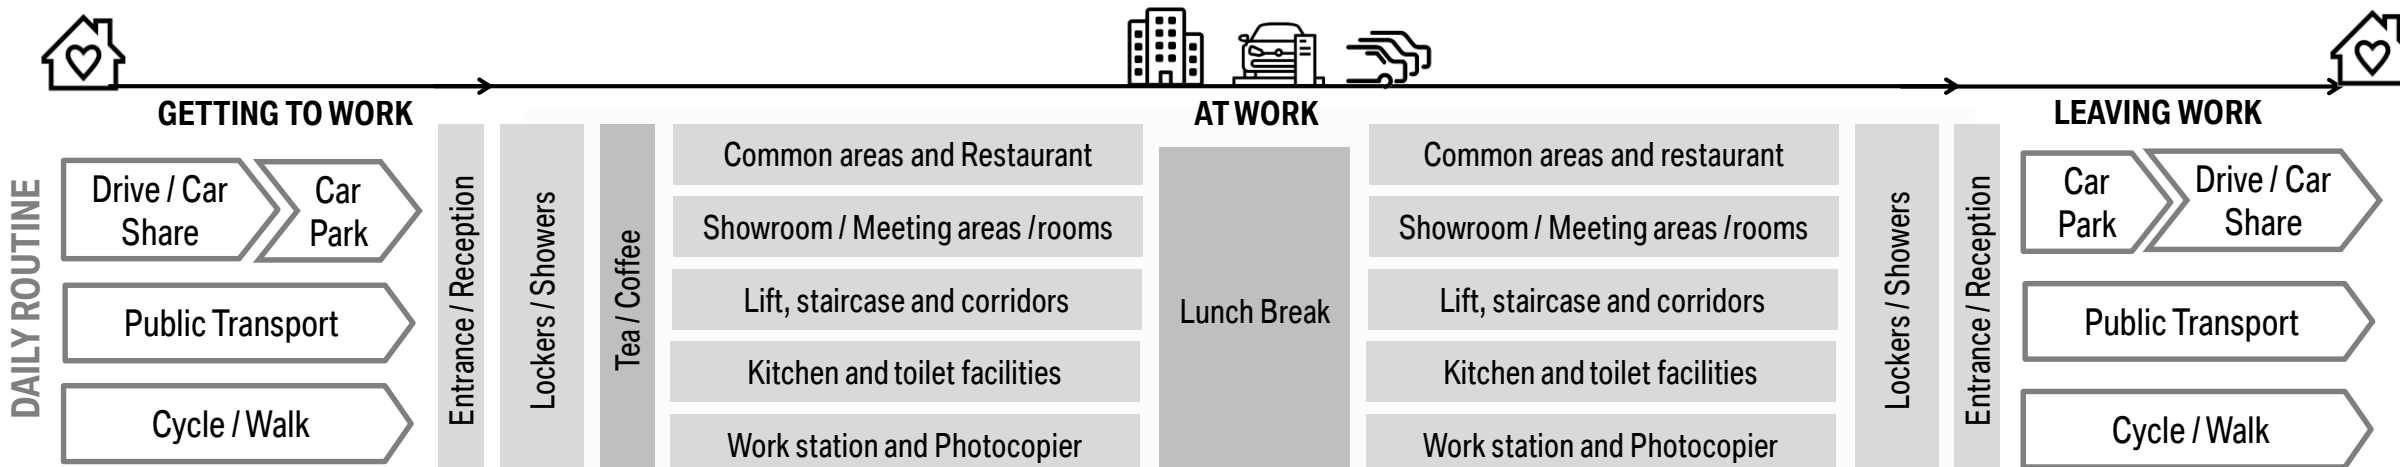 GETTING TO WORK
AT WORK
LEAVING WORK
DAILY ROUTINE
Drive / Car
Share
Car
Park
Public Transport
Cycle / Walk
Entrance / Reception
Lockers / Showers
Tea / Coffee
Common areas and Restaurant
Showroom / Meeting areas /rooms
Lift, staircase and corridors
Kitchen and toilet facilities
Work station and Photocopier
Lunch Break
Common areas and restaurant
Showroom / Meeting areas /rooms
Lift, staircase and corridors
Kitchen and toilet facilities
Work station and Photocopier
Lockers / Showers
Entrance / Reception
Car
Park
Drive / Car
Share
Public Transport
Cycle / Walk